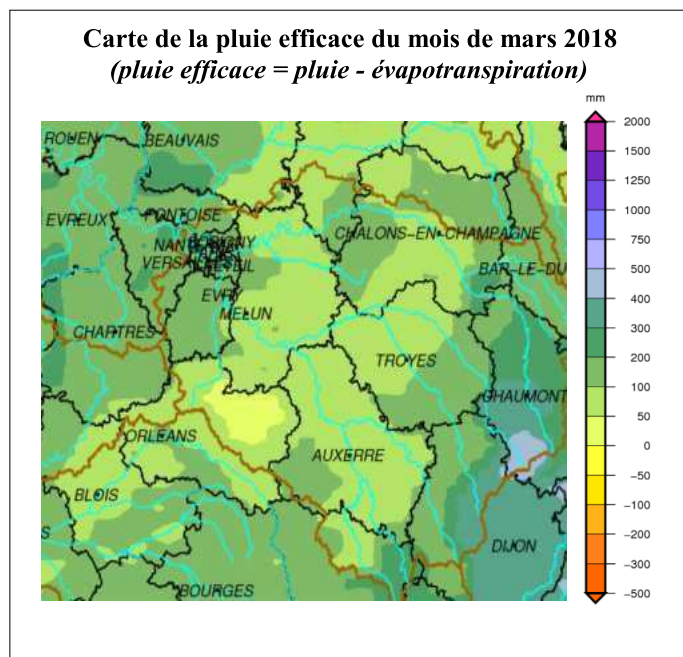 Carte de la pluie efficace du mois de mars 2018
(pluie efficace = pluie - évapotranspiration)
mm
2000
1500
1250
1000
750
500
400
300
200
100
50
0
−50
−100
−200
−300
−500
ROUEN
BEAUVAIS
EVREUX
PONTOISE
CHALONS−EN−CHAMPAGNE
BAR−LE−DU
EVRY
MELUN
CHARTRES
TROYES
CHAUMONT
ORLEANS
AUXERRE
BLOIS
S
DIJON
BOURGES